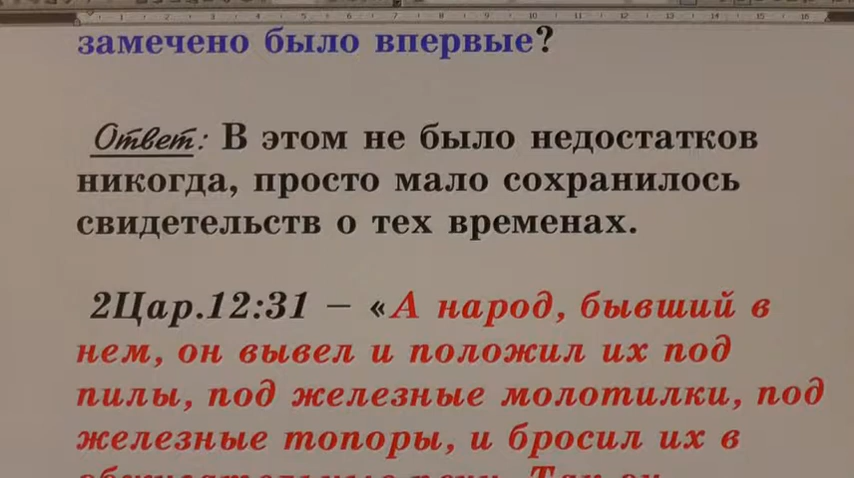 замечено было впервые?
Ответ: В этом не было недостатков
никогда, просто мало сохранилось
свидетельств о тех временах.
2Цар.12:31 – «А народ, бывший в
нем, он вывел и положил их под
пилы, под железные молотилки, под
железные топоры, и бросил их в